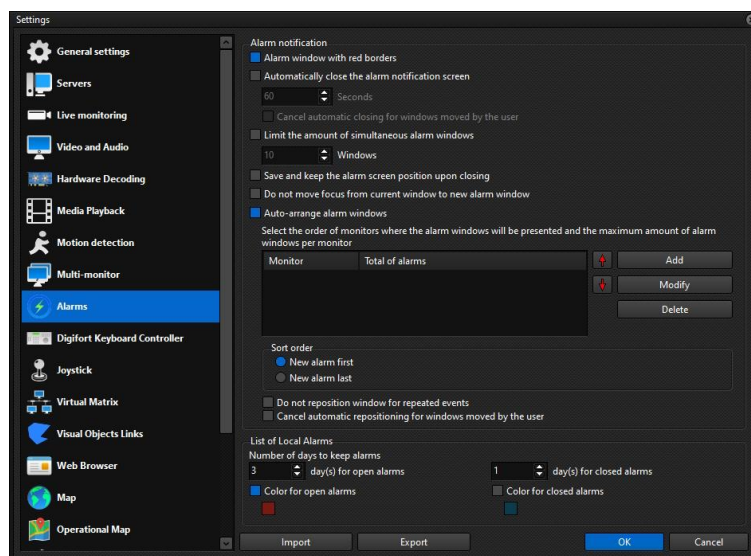 Settings
General settings
Servers
Live monitoring
Video and Audio
Hardware Decoding
Media Playback
Motion detection
Multi-monitor
Alarms
Digifort Keyboard Controller
Joystick
Virtual Matrix
Visual Objects Links
Web Browser
Map
Operational Map
Alarm notification
Alarm window with red borders
Automatically close the alarm notification screen
60 Seconds
Cancel automatic closing for windows moved by the user
Limit the amount of simultaneous alarm windows
10 Windows
Save and keep the alarm screen position upon closing
Do not move focus from current window to new alarm window
Auto-arrange alarm windows
Select the order of monitors where the alarm windows will be presented and the maximum amount of alarm
windows per monitor
Monitor Total of alarms
Add
Modify
Delete
Sort order
New alarm first
New alarm last
Do not reposition window for repeated events
Cancel automatic repositioning for windows moved by the user
List of Local Alarms
Number of days to keep alarms
3 day(s) for open alarms 1 day(s) for closed alarms
Color for open alarms Color for closed alarms
Import Export OK Cancel